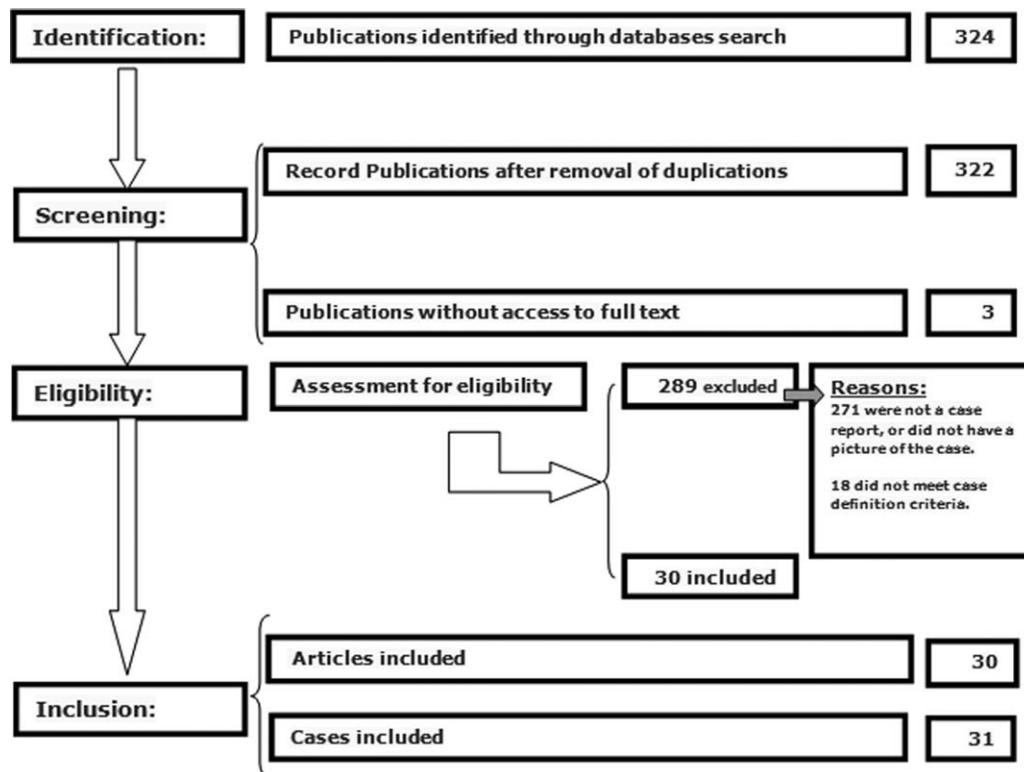 Identification:
Publications identified through databases search
324
Record Publications after removal of duplications
322
Screening:
Publications without access to full text
3
Eligibility:
Assessment for eligibility
289 excluded
Reasons:
271 were not a case
report, or did not have a
picture of the case.
18 did not meet case
definition criteria.
30 included
Articles included
30
Inclusion:
Cases included
31